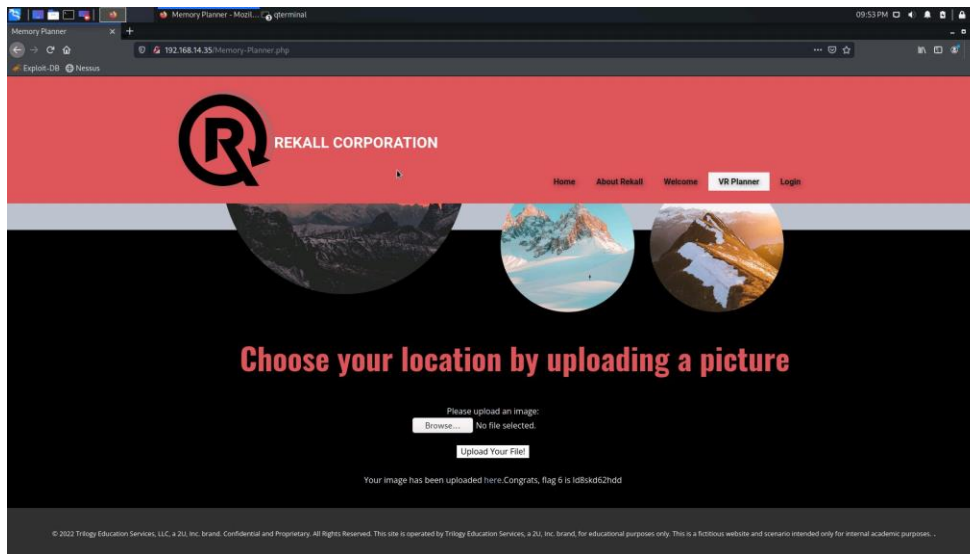 Memory Planner - Mozil...
qterminal
09:53 PM
Memory Planner
192.168.14.35/Memory-Planner.php
Exploit-DB
Nessus
REKALL CORPORATION
Home About Rekall Welcome VR Planner Login
Choose your location by uploading a picture
Please upload an image:
Browse... No file selected.
Upload Your File!
Your image has been uploaded here.Congrats, flag 6 is ld8skd62hdd
© 2022 Trilogy Education Services, LLC, a 2U, Inc. brand. Confidential and Proprietary. All Rights Reserved. This site is operated by Trilogy Education Services, a 2U, Inc. brand, for educational purposes only. This is a fictitious website and scenario intended only for internal academic purposes. .